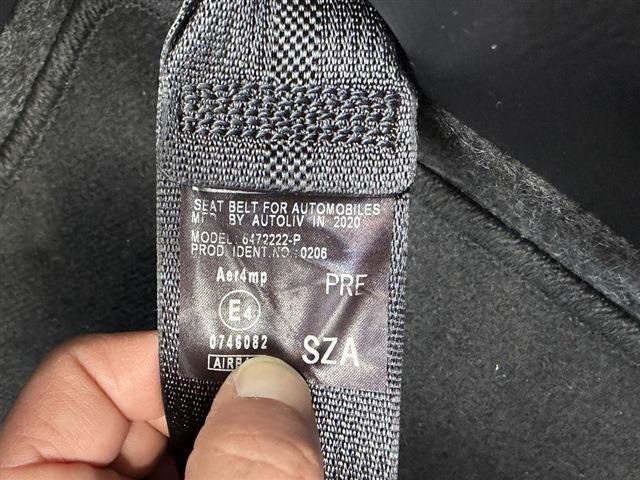 SEAT BELT FOR AUTOMOBILES
MFD BY AUTOLIV IN 2020
MODEL: 6472222-P
PROD. IDENT.NO.:0206
Aer4mp
PRE
E4
0746082
SZA